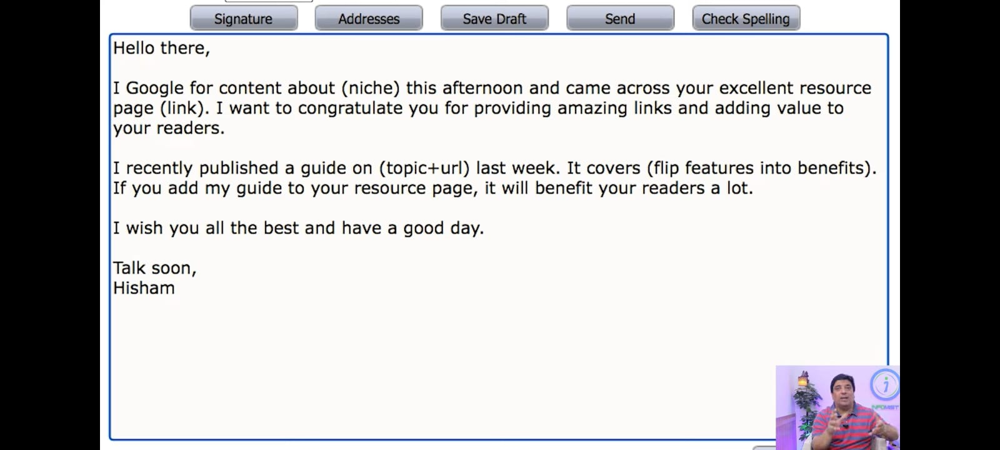 Signature Addresses Save Draft Send Check Spelling
Hello there,
I Google for content about (niche) this afternoon and came across your excellent resource
page (link). I want to congratulate you for providing amazing links and adding value to
your readers.
I recently published a guide on (topic+url) last week. It covers (flip features into benefits).
If you add my guide to your resource page, it will benefit your readers a lot.
I wish you all the best and have a good day.
Talk soon,
Hisham
i
INFOMIST